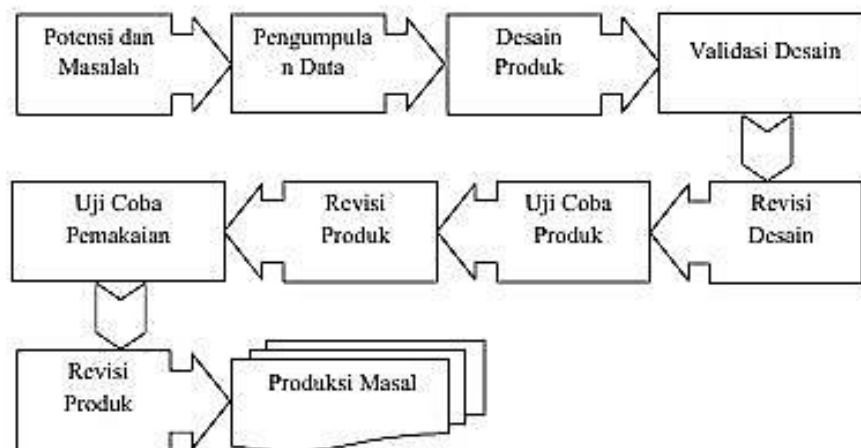 Potensi dan
Masalah
Pengumpula
n Data
Desain
Produk
Validasi Desain
Revisi
Desain
Uji Coba
Produk
Revisi
Produk
Uji Coba
Pemakaian
Revisi
Produk
Produksi Masal